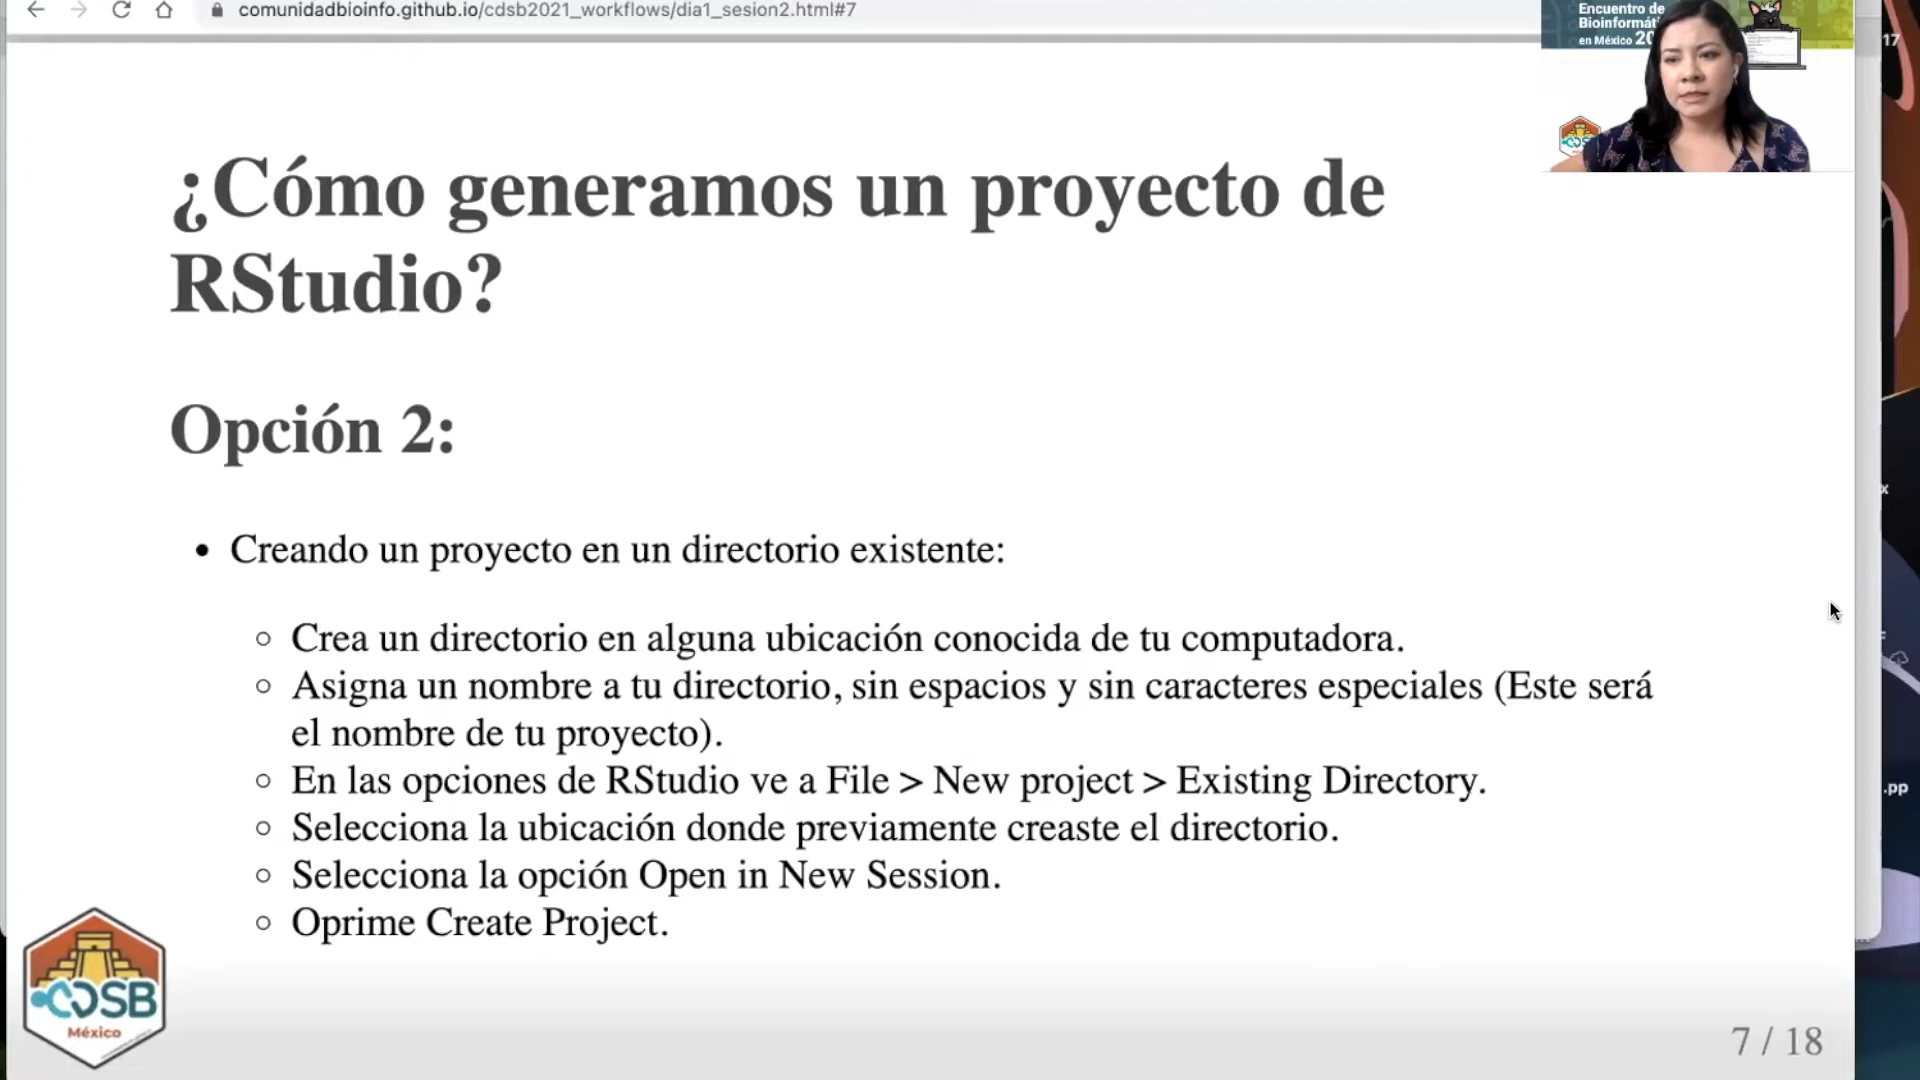 comunidadbioinfo.github.io/cdsb2021_workflows/dia1_sesion2.html#7
Encuentro de
Bioinformáti
en México 20
17
¿Cómo generamos un proyecto de
RStudio?
Opción 2:
• Creando un proyecto en un directorio existente:
Crea un directorio en alguna ubicación conocida de tu computadora.
Asigna un nombre a tu directorio, sin espacios y sin caracteres especiales (Este será
el nombre de tu proyecto).
En las opciones de RStudio ve a File > New project > Existing Directory.
.pp
Selecciona la ubicación donde previamente creaste el directorio.
Selecciona la opción Open in New Session.
Oprime Create Project.
CDSB
México
7 / 18